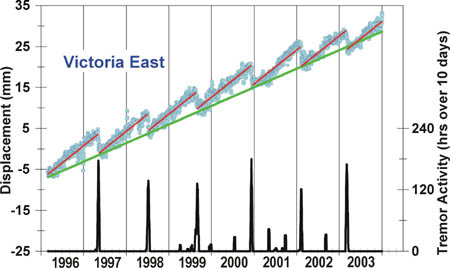 Displacement (mm)
35
25
15
5
-5
-15
-25
Victoria East
240
120
0
Tremor Activity (hrs over 10 days)
1996 1997 1998 1999 2000 2001 2002 2003